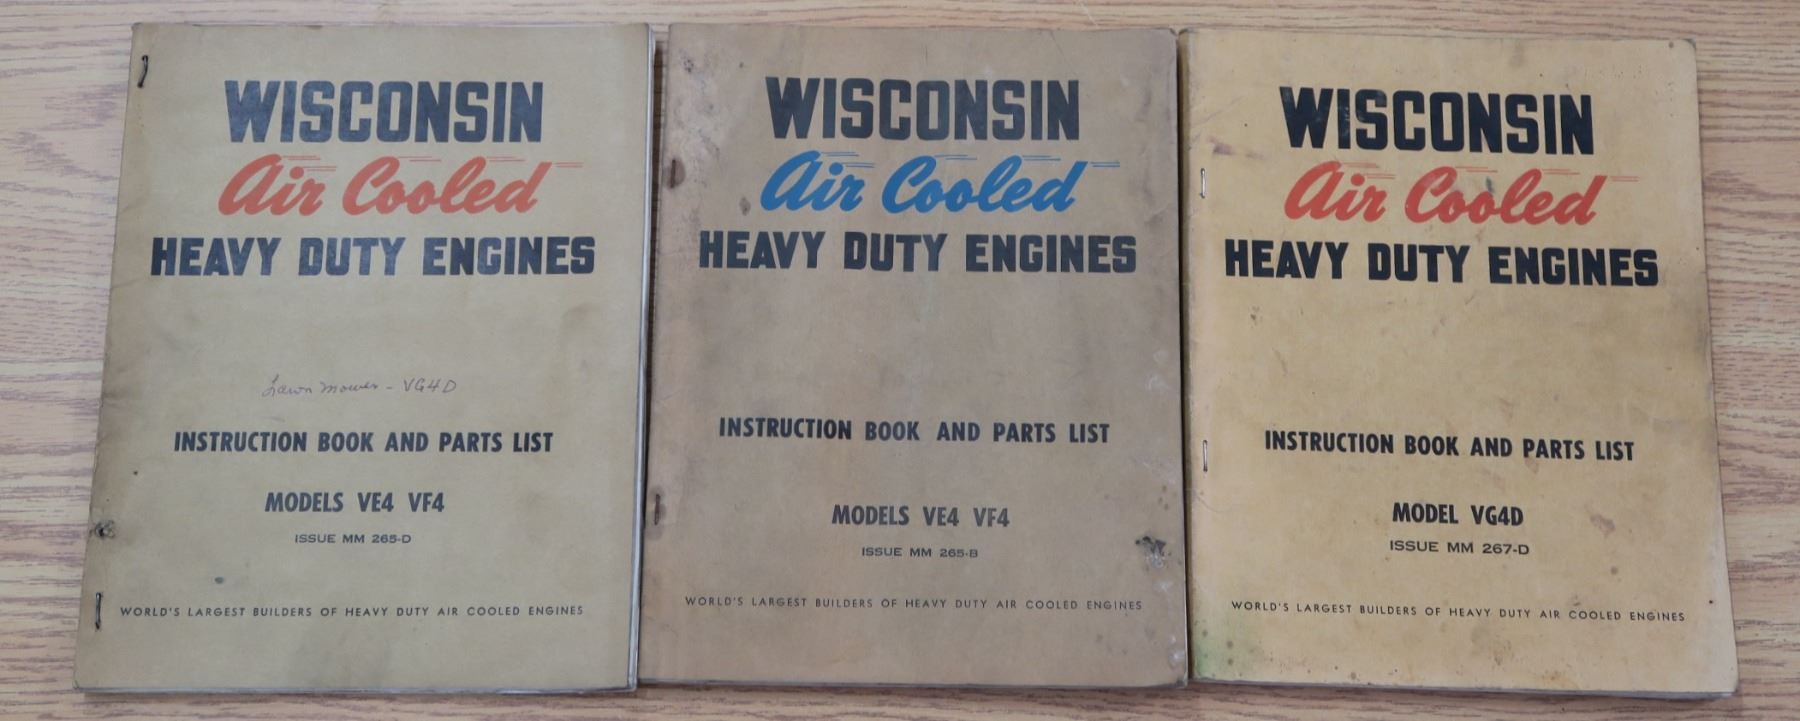 WISCONSIN
Air Cooled
HEAVY DUTY ENGINES
Lawn Mower - VG4D
INSTRUCTION BOOK AND PARTS LIST
MODELS VE4 VF4
ISSUE MM 265-D
WORLD'S LARGEST BUILDERS OF HEAVY DUTY AIR COOLED ENGINES
WISCONSIN
Air Cooled
HEAVY DUTY ENGINES
INSTRUCTION BOOK AND PARTS LIST
MODELS VE4 VF4
ISSUE MM 265-B
WORLD'S LARGEST BUILDERS OF HEAVY DUTY AIR COOLED ENGINES
WISCONSIN
Air Cooled
HEAVY DUTY ENGINES
INSTRUCTION BOOK AND PARTS LIST
MODEL VG4D
ISSUE MM 267-D
WORLD'S LARGEST BUILDERS OF HEAVY DUTY AIR COOLED ENGINES